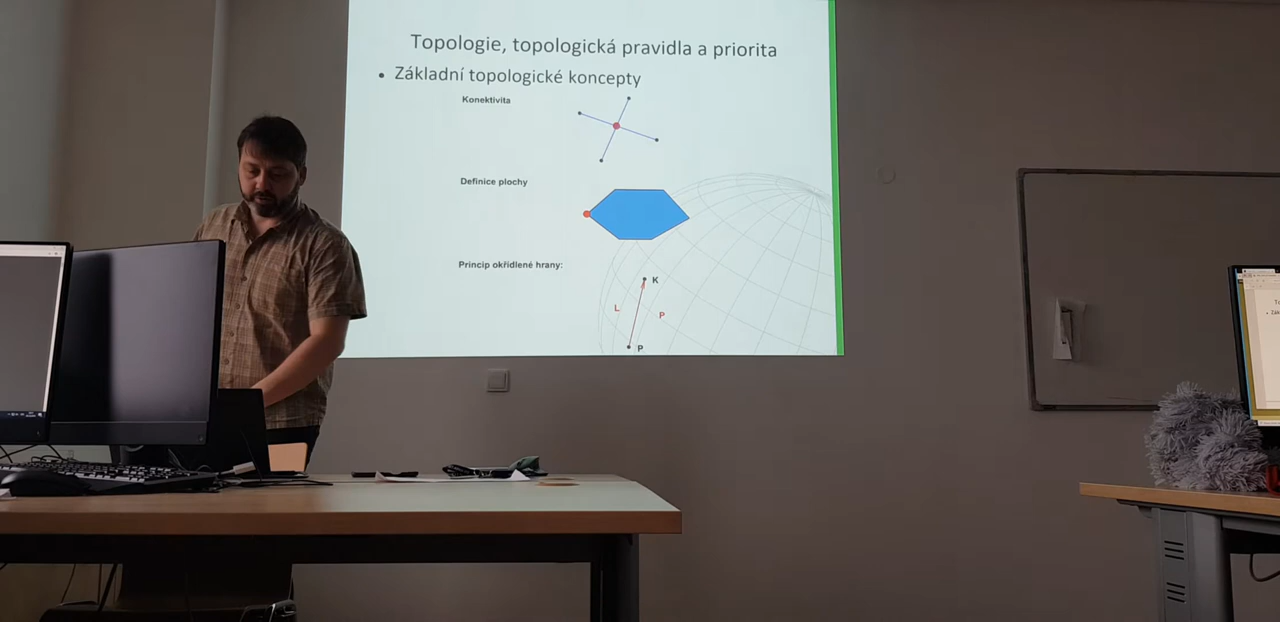 Topologie, topologická pravidla a priorita
• Základní topologické koncepty
Konektivita
Definice plochy
Princip okřídlené hrany:
K
L
P
P